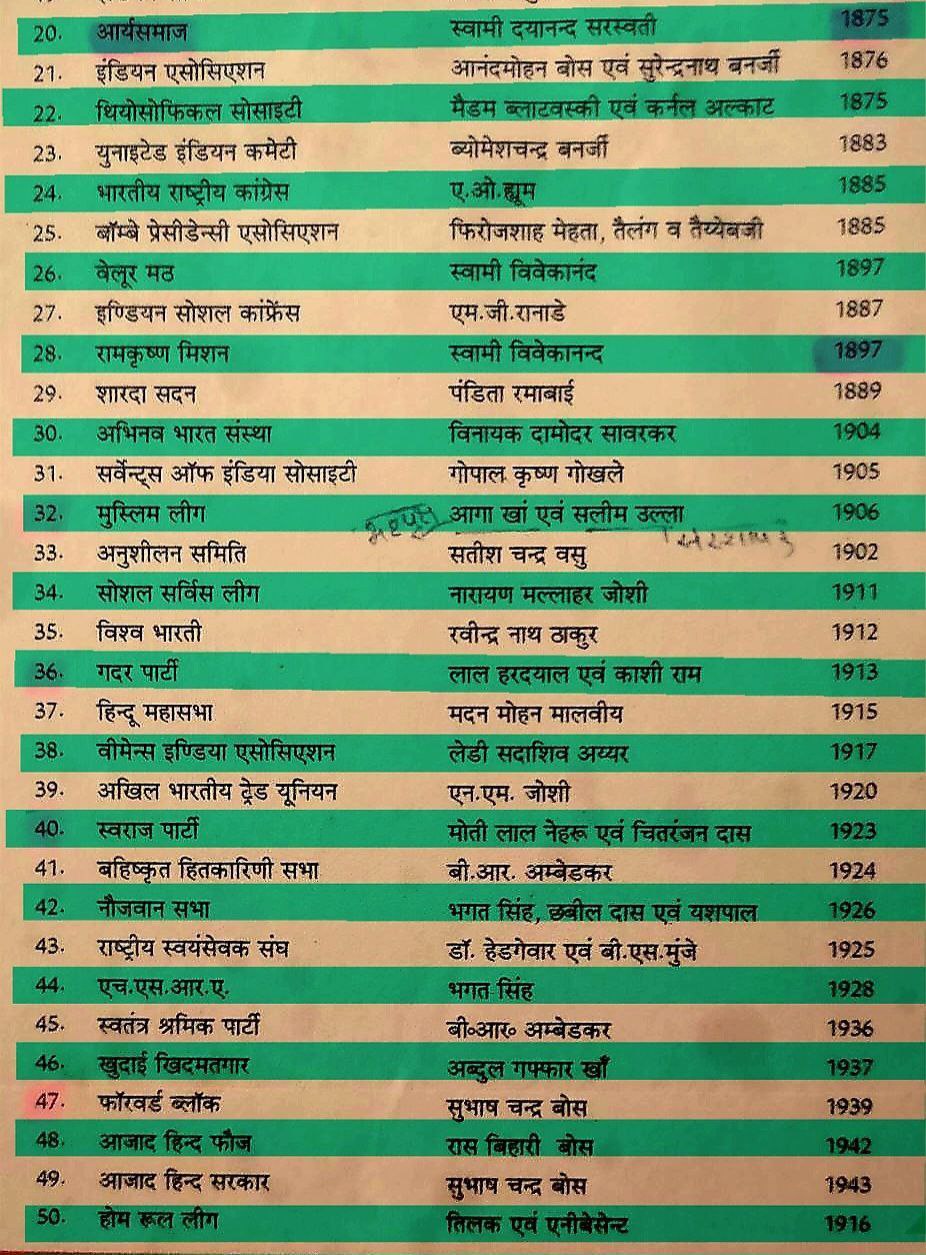 20. आर्यसमाज स्वामी दयानन्द सरस्वती 1875
21. इंडियन एसोसिएशन आनंदमोहन बोस एवं सुरेन्द्रनाथ बनर्जी 1876
22. थियोसोफिकल सोसाइटी मैडम ब्लाटवस्की एवं कर्नल अल्काट 1875
23. युनाइटेड इंडियन कमेटी ब्योमेशचन्द्र बनर्जी 1883
24. भारतीय राष्ट्रीय कांग्रेस ए.ओ.ह्यूम 1885
25. बॉम्बे प्रेसीडेन्सी एसोसिएशन फिरोजशाह मेहता, तैलंग व तैय्येबजी 1885
26. वेलूर मठ स्वामी विवेकानंद 1897
27. इण्डियन सोशल कांफ्रेंस एम.जी.रानाडे 1887
28. रामकृष्ण मिशन स्वामी विवेकानन्द 1897
29. शारदा सदन पंडिता रमाबाई 1889
30. अभिनव भारत संस्था विनायक दामोदर सावरकर 1904
31. सर्वेन्ट्स ऑफ इंडिया सोसाइटी गोपाल कृष्ण गोखले 1905
32. मुस्लिम लीग आगा खां एवं सलीम उल्ला 1906
33. अनुशीलन समिति सतीश चन्द्र वसु 1902
34. सोशल सर्विस लीग नारायण मल्लाहर जोशी 1911
35. विश्व भारती रवीन्द्र नाथ ठाकुर 1912
36. गदर पार्टी लाल हरदयाल एवं काशी राम 1913
37. हिन्दू महासभा मदन मोहन मालवीय 1915
38. वीमेन्स इण्डिया एसोसिएशन लेडी सदाशिव अय्यर 1917
39. अखिल भारतीय ट्रेड यूनियन एन.एम. जोशी 1920
40. स्वराज पार्टी मोती लाल नेहरू एवं चितरंजन दास 1923
41. बहिष्कृत हितकारिणी सभा बी.आर. अम्बेडकर 1924
42. नौजवान सभा भगत सिंह, छबील दास एवं यशपाल 1926
43. राष्ट्रीय स्वयंसेवक संघ डॉ. हेडगेवार एवं बी.एस.मुंजे 1925
44. एच.एस.आर.ए. भगत सिंह 1928
45. स्वतंत्र श्रमिक पार्टी बी०आर० अम्बेडकर 1936
46. खुदाई खिदमतगार अब्दुल गफ्फार खाँ 1937
47. फॉरवर्ड ब्लॉक सुभाष चन्द्र बोस 1939
48. आजाद हिन्द फौज रास बिहारी बोस 1942
49. आजाद हिन्द सरकार सुभाष चन्द्र बोस 1943
50. होम रूल लीग तिलक एवं एनीबेसेन्ट 1916